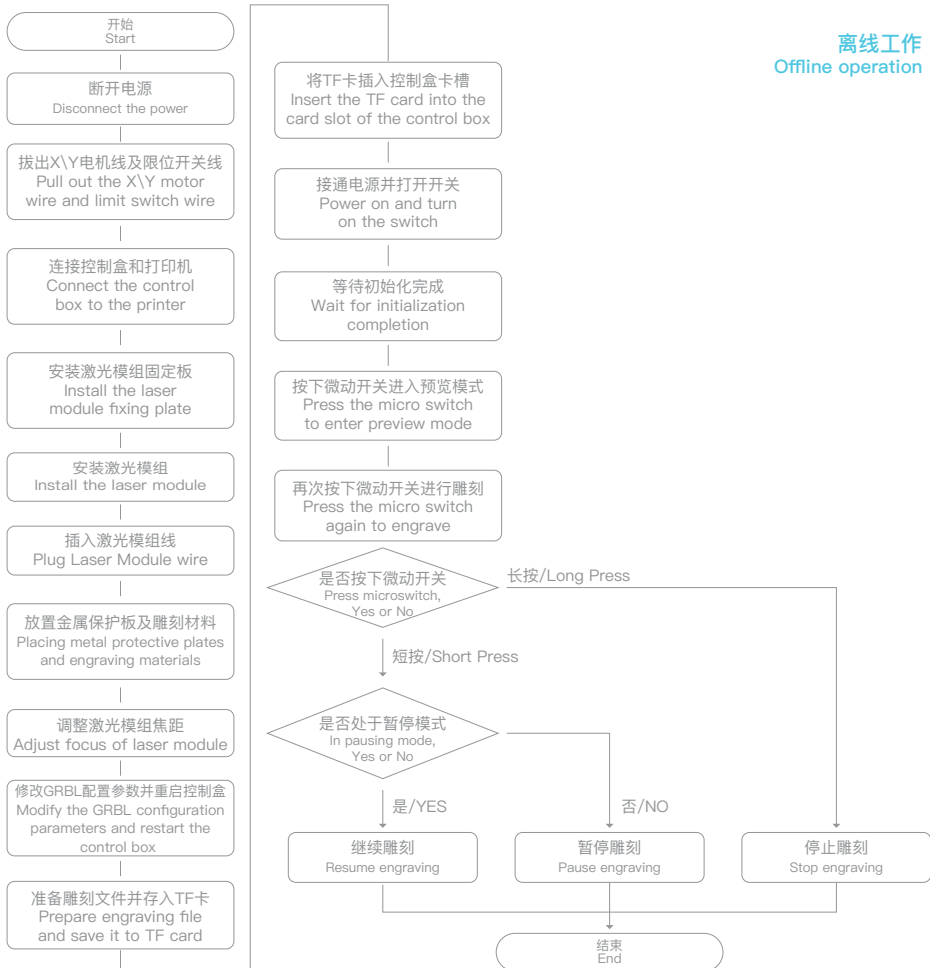 离线工作
Offline operation
开始
Start
断开电源
Disconnect the power
拔出X\Y电机线及限位开关线
Pull out the X\Y motor
wire and limit switch wire
连接控制盒和打印机
Connect the control
box to the printer
安装激光模组固定板
Install the laser
module fixing plate
安装激光模组
Install the laser module
插入激光模组线
Plug Laser Module wire
放置金属保护板及雕刻材料
Placing metal protective plates
and engraving materials
调整激光模组焦距
Adjust focus of laser module
修改GRBL配置参数并重启控制盒
Modify the GRBL configuration
parameters and restart the
control box
准备雕刻文件并存入TF卡
Prepare engraving file
and save it to TF card
将TF卡插入控制盒卡槽
Insert the TF card into the
card slot of the control box
接通电源并打开开关
Power on and turn
on the switch
等待初始化完成
Wait for initialization
completion
按下微动开关进入预览模式
Press the micro switch
to enter preview mode
再次按下微动开关进行雕刻
Press the micro switch
again to engrave
是否按下微动开关
Press microswitch,
Yes or No
长按/Long Press
短按/Short Press
是否处于暂停模式
In pausing mode,
Yes or No
是/YES
否/NO
继续雕刻
Resume engraving
暂停雕刻
Pause engraving
停止雕刻
Stop engraving
结束
End